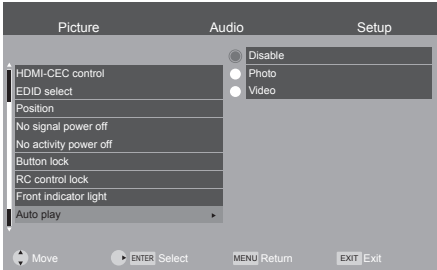 Picture Audio Setup
Disable
HDMI-CEC control Photo
EDID select Video
Position
No signal power off
No activity power off
Button lock
RC control lock
Front indicator light
Auto play
Move ENTER Select MENU Return EXIT Exit